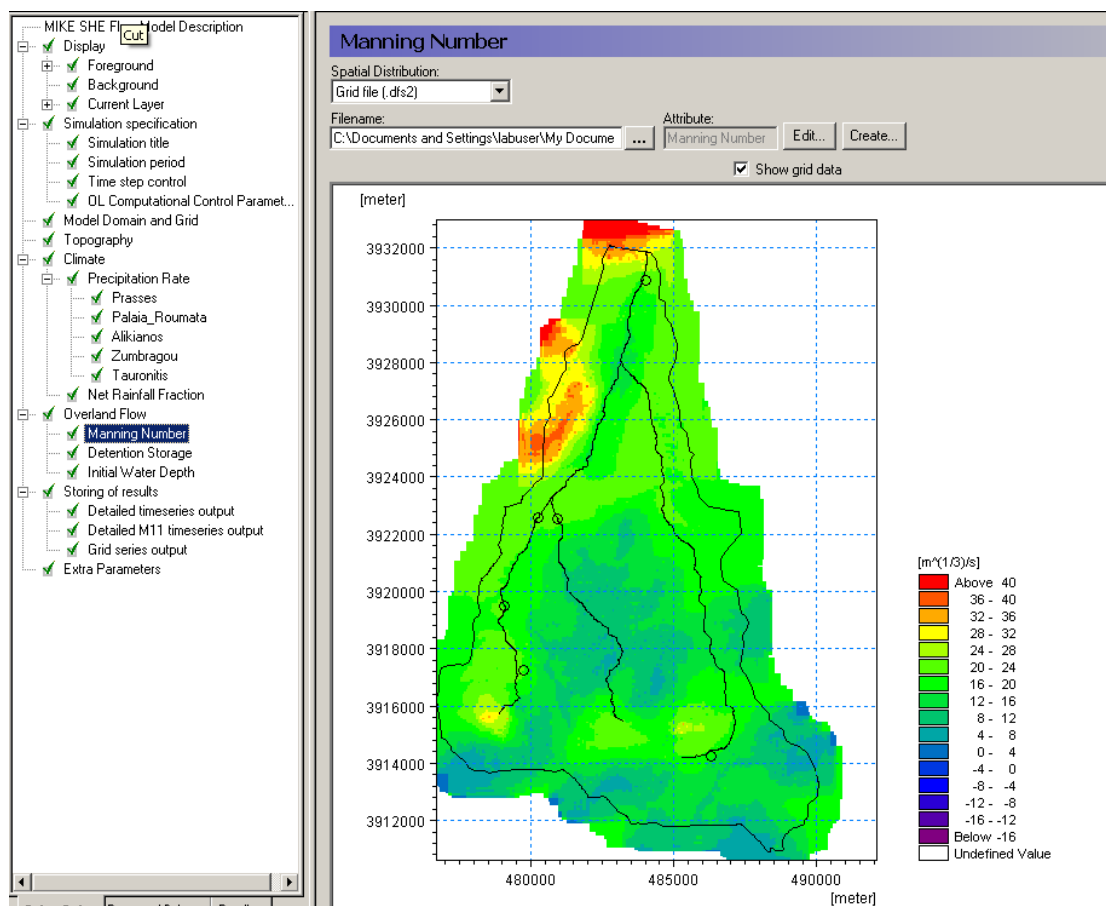 MIKE SHE Fl Model Description
Cut
Display
Foreground
Background
Current Layer
Simulation specification
Simulation title
Simulation period
Time step control
OL Computational Control Paramet...
Model Domain and Grid
Topography
Climate
Precipitation Rate
Prasses
Palaia_Roumata
Alikianos
Zumbragou
Tauronitis
Net Rainfall Fraction
Overland Flow
Manning Number
Detention Storage
Initial Water Depth
Storing of results
Detailed timeseries output
Detailed M11 timeseries output
Grid series output
Extra Parameters
Manning Number
Spatial Distribution:
Grid file (.dfs2)
Filename: Attribute:
C:\Documents and Settings\labuser\My Docume ... Manning Number Edit... Create...
Show grid data
[meter]
3932000
3930000
3928000
3926000
3924000
3922000
3920000
3918000
3916000
3914000
3912000
480000 485000 490000
[meter]
[m^(1/3)/s]
Above 40
36 - 40
32 - 36
28 - 32
24 - 28
20 - 24
16 - 20
12 - 16
8 - 12
4 - 8
0 - 4
-4 - 0
-8 - -4
-12 - -8
-16 - -12
Below -16
Undefined Value